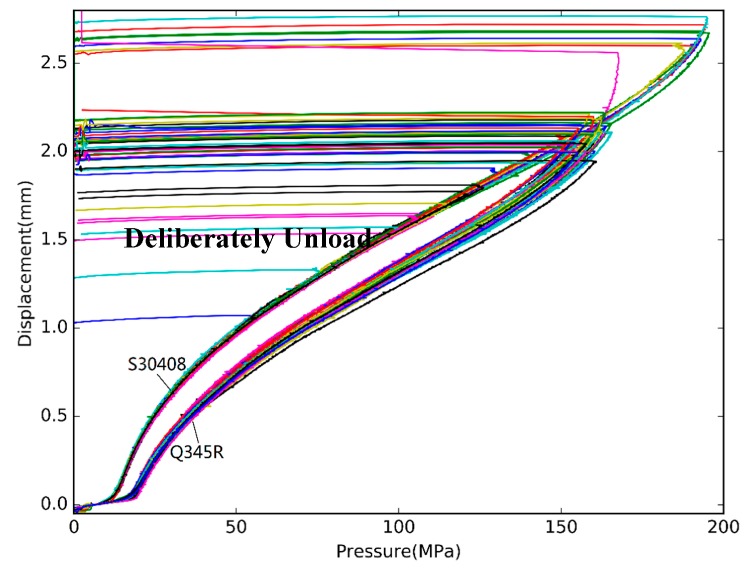 2.5
2.0
Deliberately Unload
1.5
Displacement(mm)
1.0
S30408
0.5
Q345R
0.0
0 50 100 150 200
Pressure(MPa)